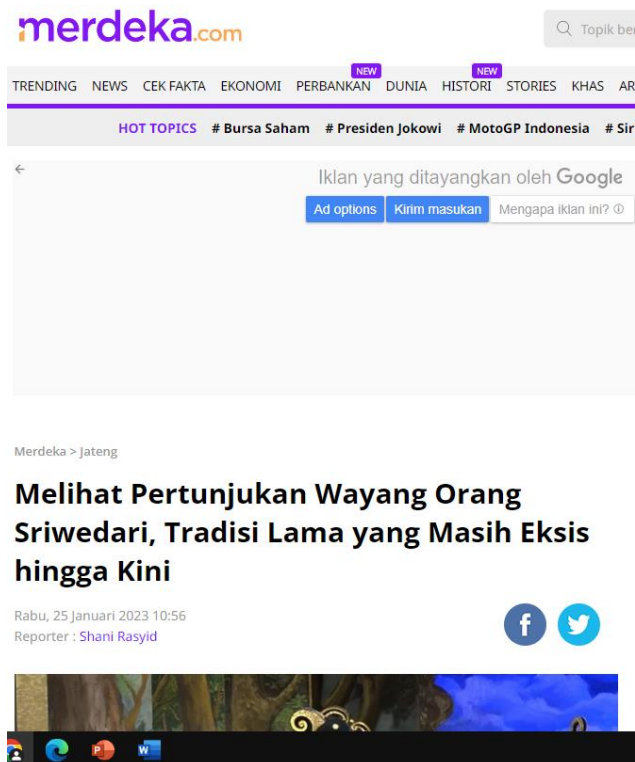 merdeka.com
Topik ber
NEW NEW
TRENDING NEWS CEK FAKTA EKONOMI PERBANKAN DUNIA HISTORI STORIES KHAS AR
HOT TOPICS # Bursa Saham # Presiden Jokowi # MotoGP Indonesia # Sir
Iklan yang ditayangkan oleh Google
Ad options Kirim masukan Mengapa iklan ini?
Merdeka > Jateng
Melihat Pertunjukan Wayang Orang
Sriwedari, Tradisi Lama yang Masih Eksis
hingga Kini
Rabu, 25 Januari 2023 10:56
Reporter : Shani Rasyid